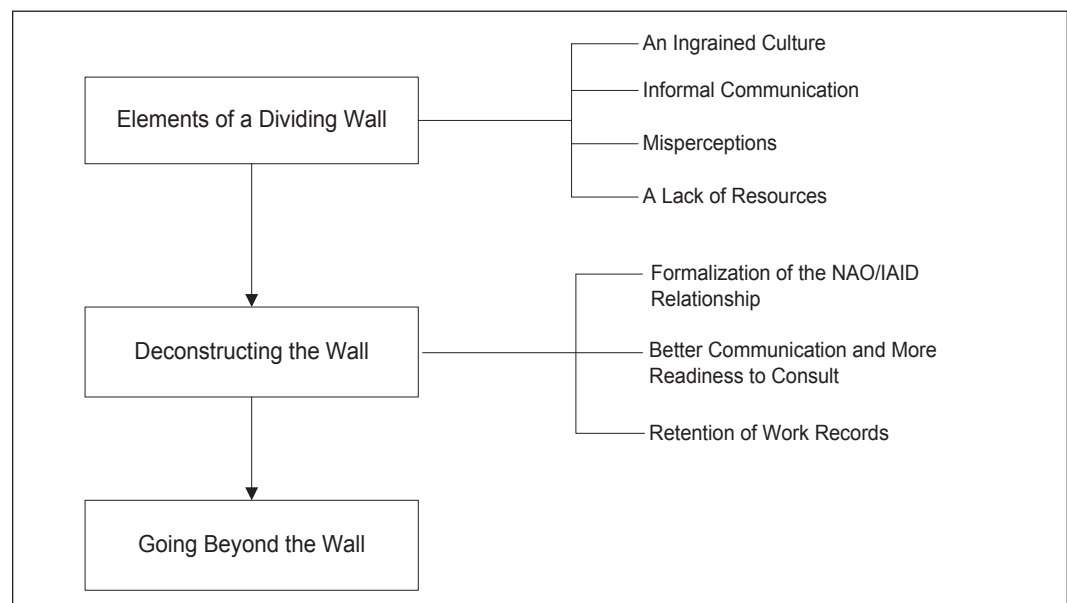 Elements of a Dividing Wall
An Ingrained Culture
Informal Communication
Misperceptions
A Lack of Resources
Deconstructing the Wall
Formalization of the NAO/IAID
Relationship
Better Communication and More
Readiness to Consult
Retention of Work Records
Going Beyond the Wall